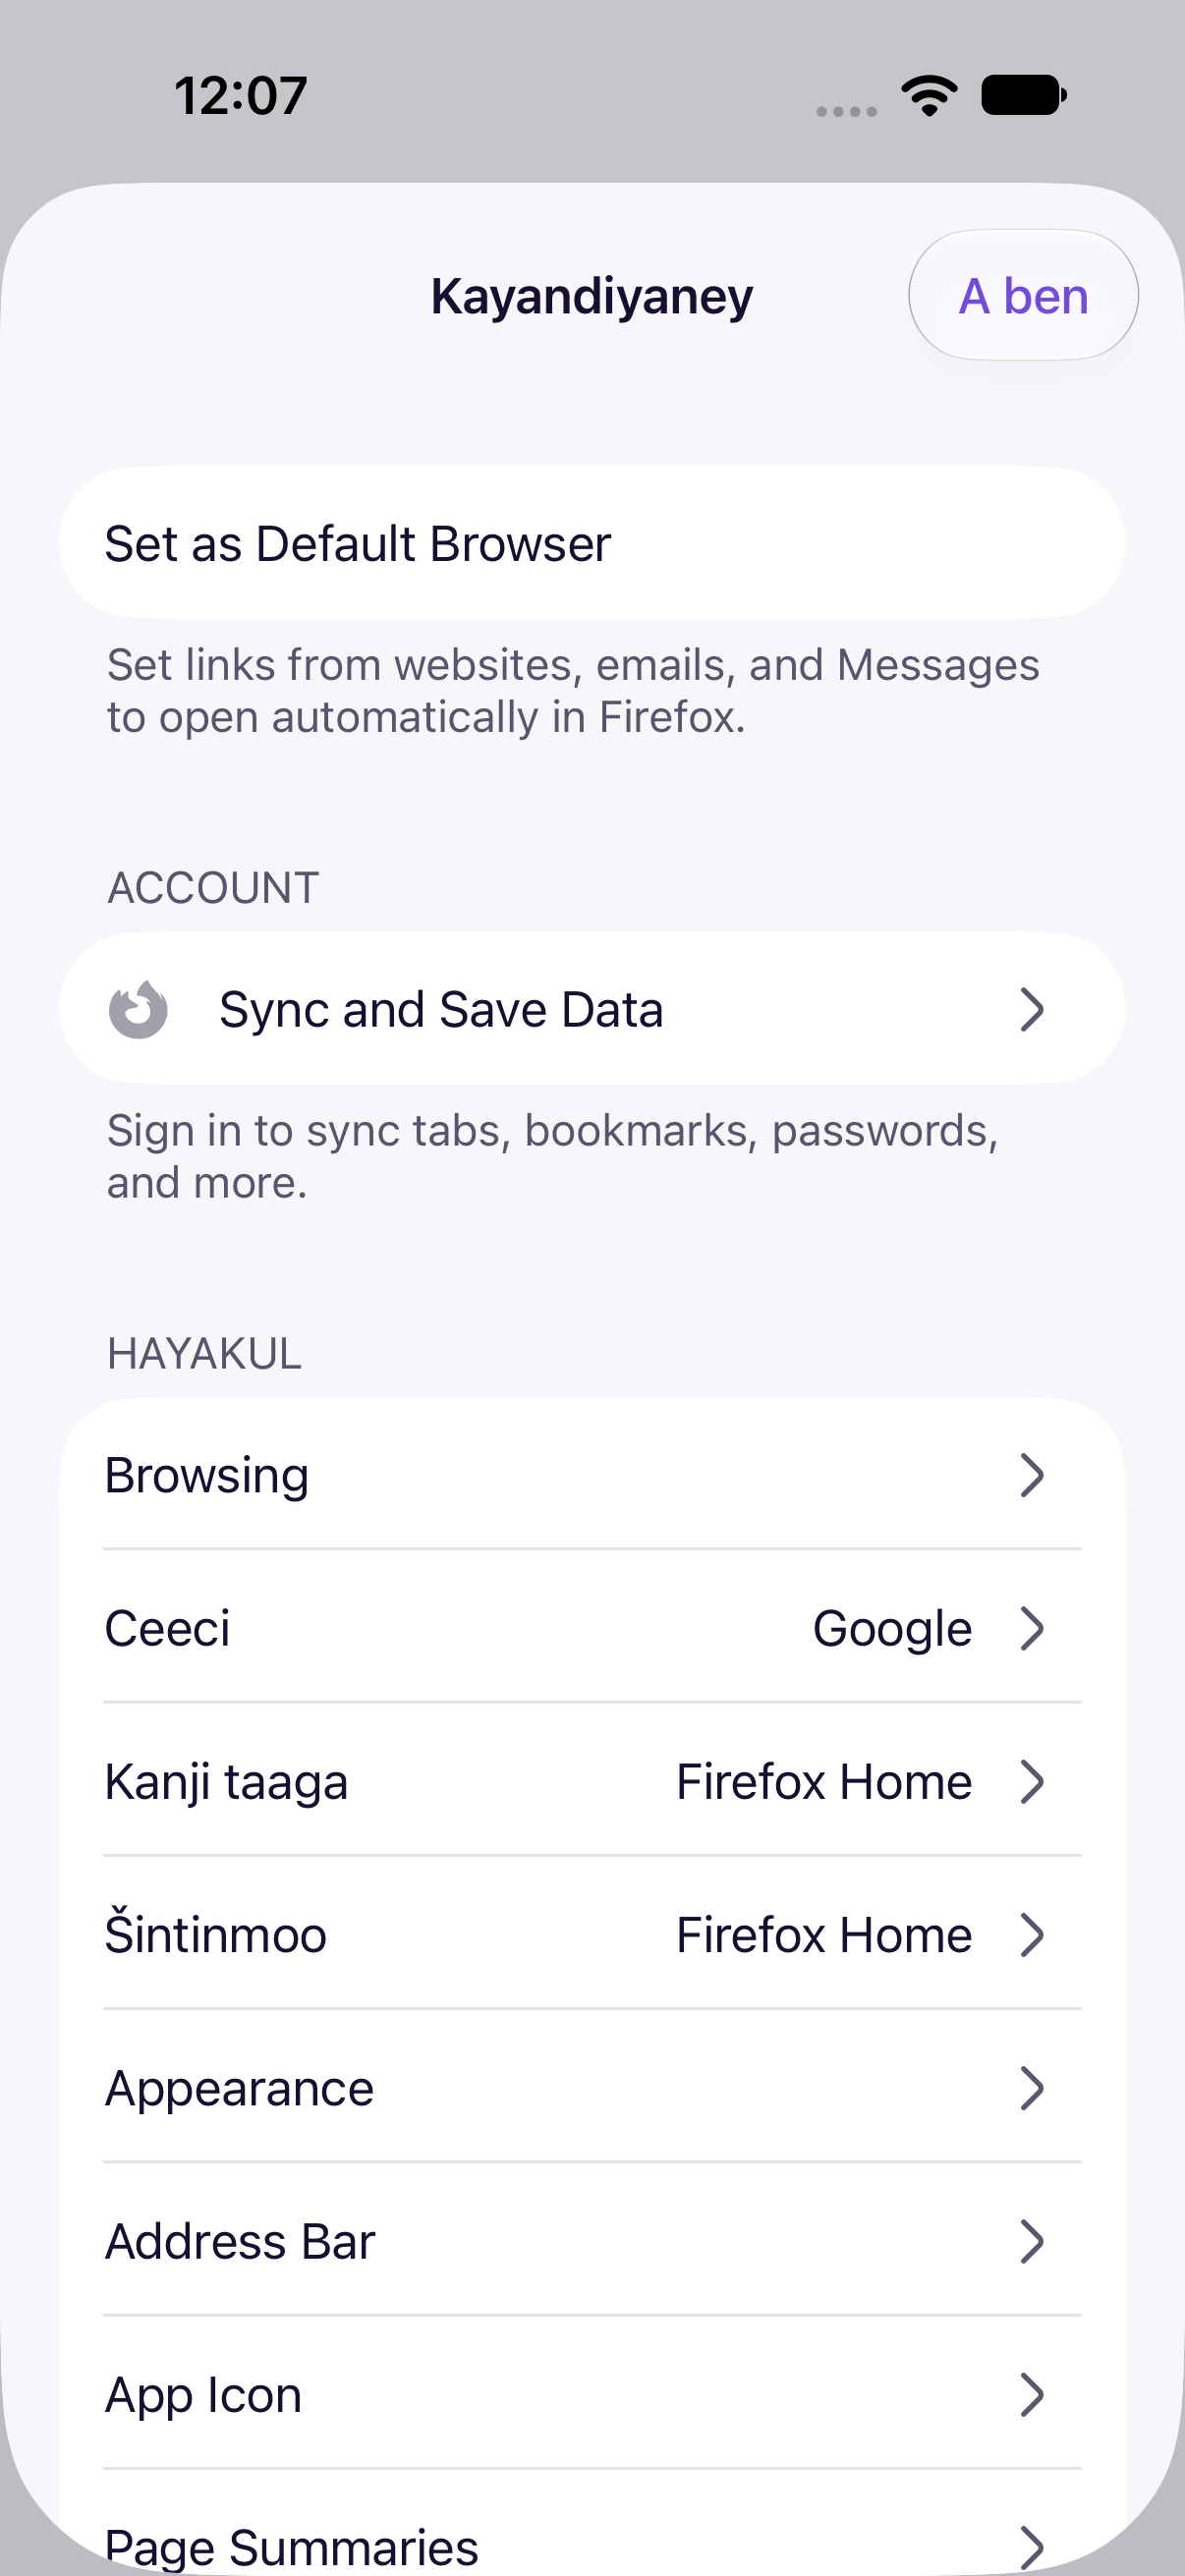 12:07
Kayandiyaney
A ben
Set as Default Browser
Set links from websites, emails, and Messages
to open automatically in Firefox.
ACCOUNT
Sync and Save Data
Sign in to sync tabs, bookmarks, passwords,
and more.
HAYAKUL
Browsing
Ceeci Google
Kanji taaga Firefox Home
Šintinmoo Firefox Home
Appearance
Address Bar
App Icon
Page Summaries